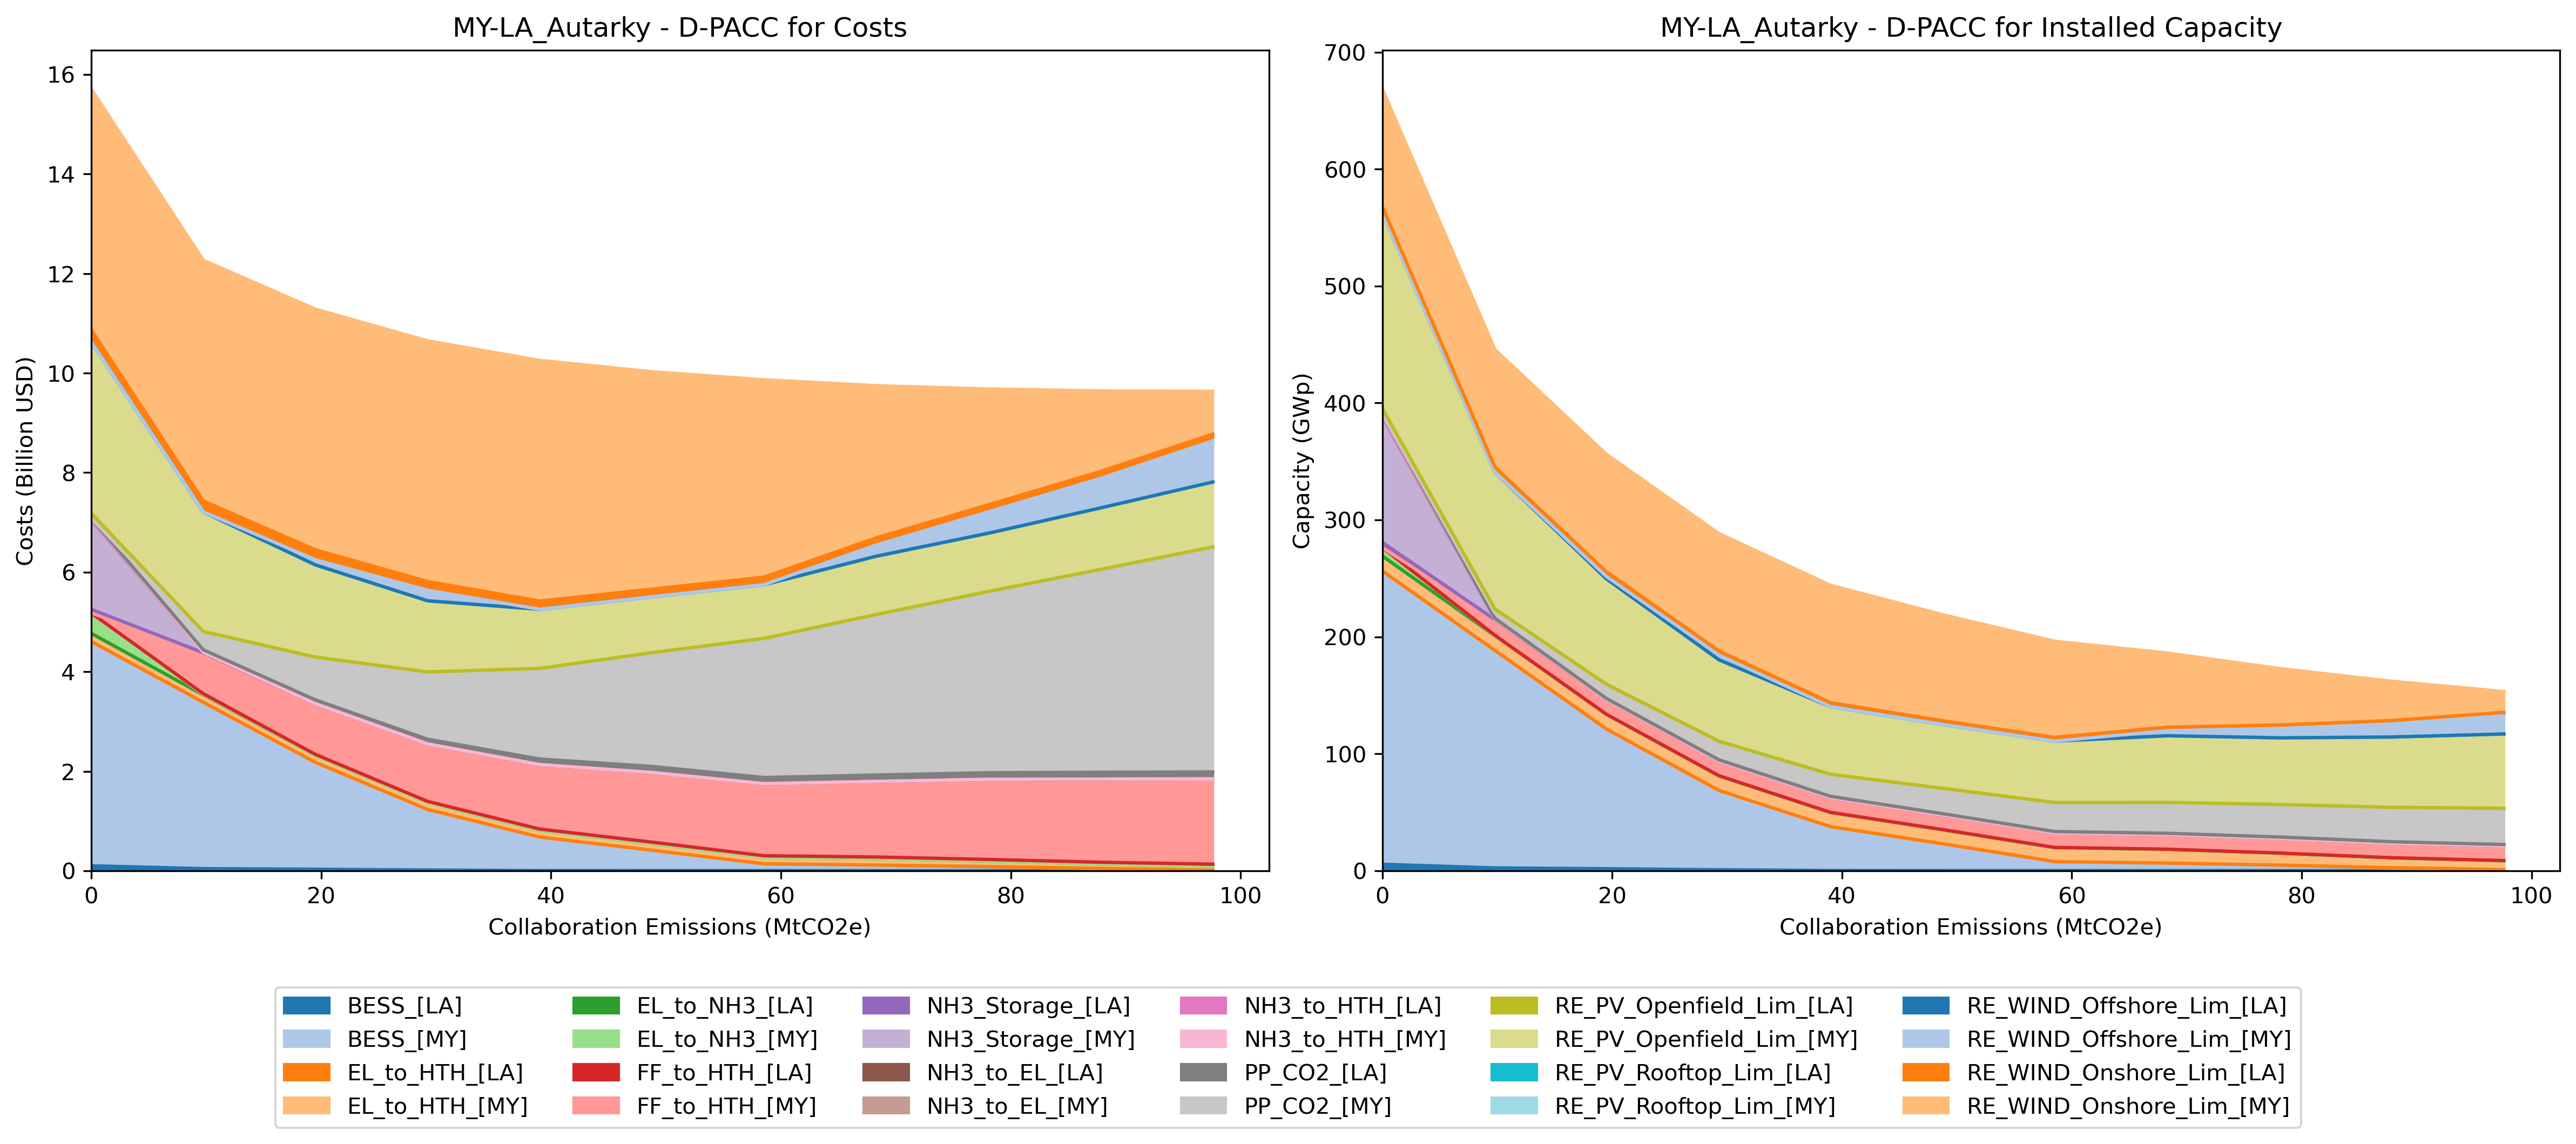 MY-LA_Autarky - D-PACC for Costs
16
14
12
10
8
6
4
2
0
Costs (Billion USD)
0 20 40 60 80 100
Collaboration Emissions (MtCO2e)
MY-LA_Autarky - D-PACC for Installed Capacity
700
600
500
400
300
200
100
0
Capacity (GWp)
0 20 40 60 80 100
Collaboration Emissions (MtCO2e)
BESS_[LA]
BESS_[MY]
EL_to_HTH_[LA]
EL_to_HTH_[MY]
EL_to_NH3_[LA]
EL_to_NH3_[MY]
FF_to_HTH_[LA]
FF_to_HTH_[MY]
NH3_Storage_[LA]
NH3_Storage_[MY]
NH3_to_EL_[LA]
NH3_to_EL_[MY]
NH3_to_HTH_[LA]
NH3_to_HTH_[MY]
PP_CO2_[LA]
PP_CO2_[MY]
RE_PV_Openfield_Lim_[LA]
RE_PV_Openfield_Lim_[MY]
RE_PV_Rooftop_Lim_[LA]
RE_PV_Rooftop_Lim_[MY]
RE_WIND_Offshore_Lim_[LA]
RE_WIND_Offshore_Lim_[MY]
RE_WIND_Onshore_Lim_[LA]
RE_WIND_Onshore_Lim_[MY]